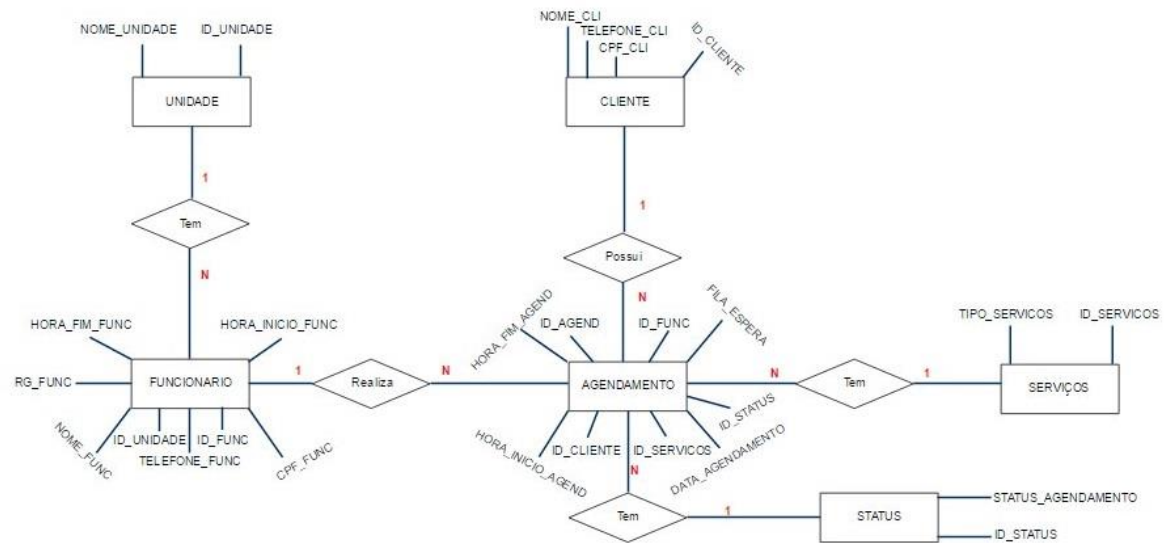 NOME_CLI
TELEFONE_CLI
CPF_CLI
ID_CLIENTE
NOME_UNIDADE
ID_UNIDADE
UNIDADE
CLIENTE
1
Tem
N
1
Possui
N
HORA_FIM_FUNC
HORA_INICIO_FUNC
RG_FUNC
FUNCIONARIO
NOME_FUNC
ID_UNIDADE
ID_FUNC
TELEFONE_FUNC
CPF_FUNC
1
Realiza
N
HORA_FIM_AGEND
ID_AGEND
ID_FUNC
FILA_ESPERA
AGENDAMENTO
HORA_INICIO_AGEND
ID_CLIENTE
ID_SERVICOS
DATA_AGENDAMENTO
ID_STATUS
N
Tem
1
TIPO_SERVICOS
ID_SERVICOS
SERVIÇOS
N
Tem
1
STATUS
STATUS_AGENDAMENTO
ID_STATUS